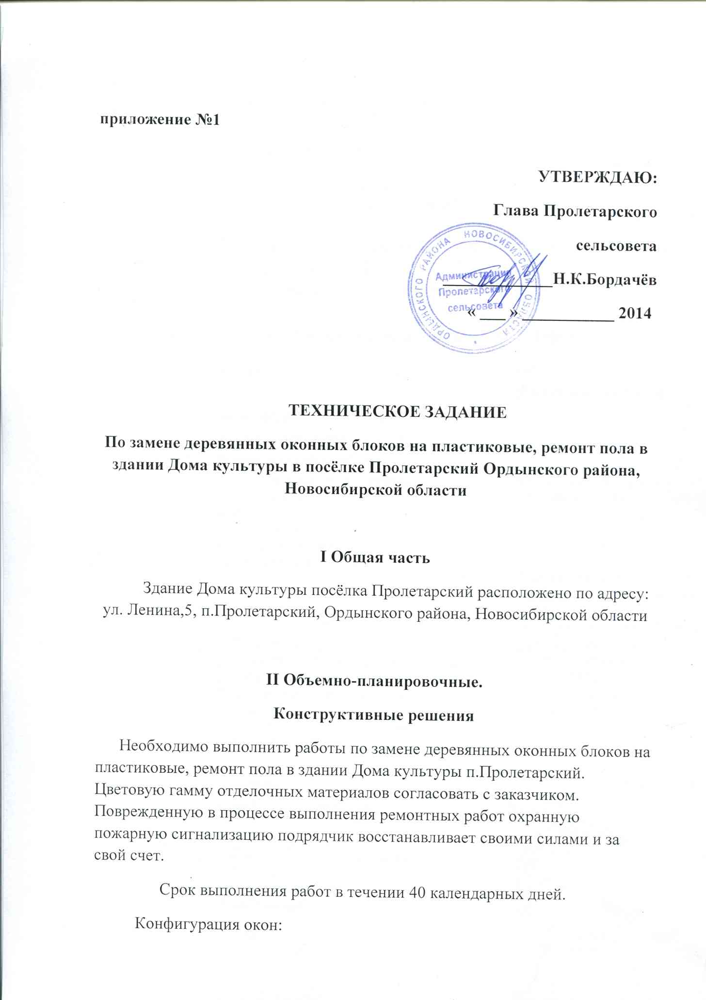 приложение №1
УТВЕРЖДАЮ:
Глава Пролетарского
сельсовета
Н.К.Бордачёв
« ___ » ___________ 2014
ОРДЫНСКОГО РАЙОНА НОВОСИБИРСКОЙ ОБЛАСТИ
Администрация
Пролетарского
сельсовета
ТЕХНИЧЕСКОЕ ЗАДАНИЕ
По замене деревянных оконных блоков на пластиковые, ремонт пола в
здании Дома культуры в посёлке Пролетарский Ордынского района,
Новосибирской области
I Общая часть
Здание Дома культуры посёлка Пролетарский расположено по адресу:
ул. Ленина,5, п.Пролетарский, Ордынского района, Новосибирской области
II Объемно-планировочные.
Конструктивные решения
Необходимо выполнить работы по замене деревянных оконных блоков на
пластиковые, ремонт пола в здании Дома культуры п.Пролетарский.
Цветовую гамму отделочных материалов согласовать с заказчиком.
Поврежденную в процессе выполнения ремонтных работ охранную
пожарную сигнализацию подрядчик восстанавливает своими силами и за
свой счет.
Срок выполнения работ в течении 40 календарных дней.
Конфигурация окон: